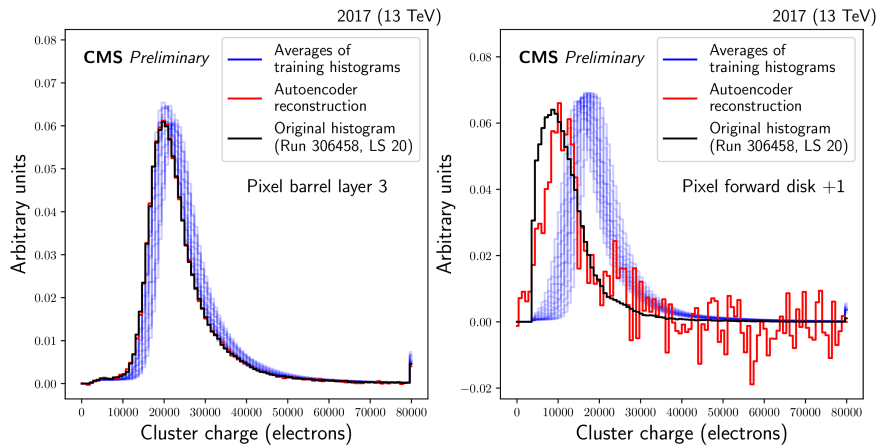 2017 (13 TeV)
CMS Preliminary
Averages of
training histograms
Autoencoder
reconstruction
Original histogram
(Run 306458, LS 20)
Pixel barrel layer 3
Arbitrary units
0.08
0.07
0.06
0.05
0.04
0.03
0.02
0.01
0.00
0 10000 20000 30000 40000 50000 60000 70000 80000
Cluster charge (electrons)
2017 (13 TeV)
CMS Preliminary
Averages of
training histograms
Autoencoder
reconstruction
Original histogram
(Run 306458, LS 20)
Pixel forward disk +1
Arbitrary units
0.08
0.06
0.04
0.02
0.00
−0.02
0 10000 20000 30000 40000 50000 60000 70000 80000
Cluster charge (electrons)